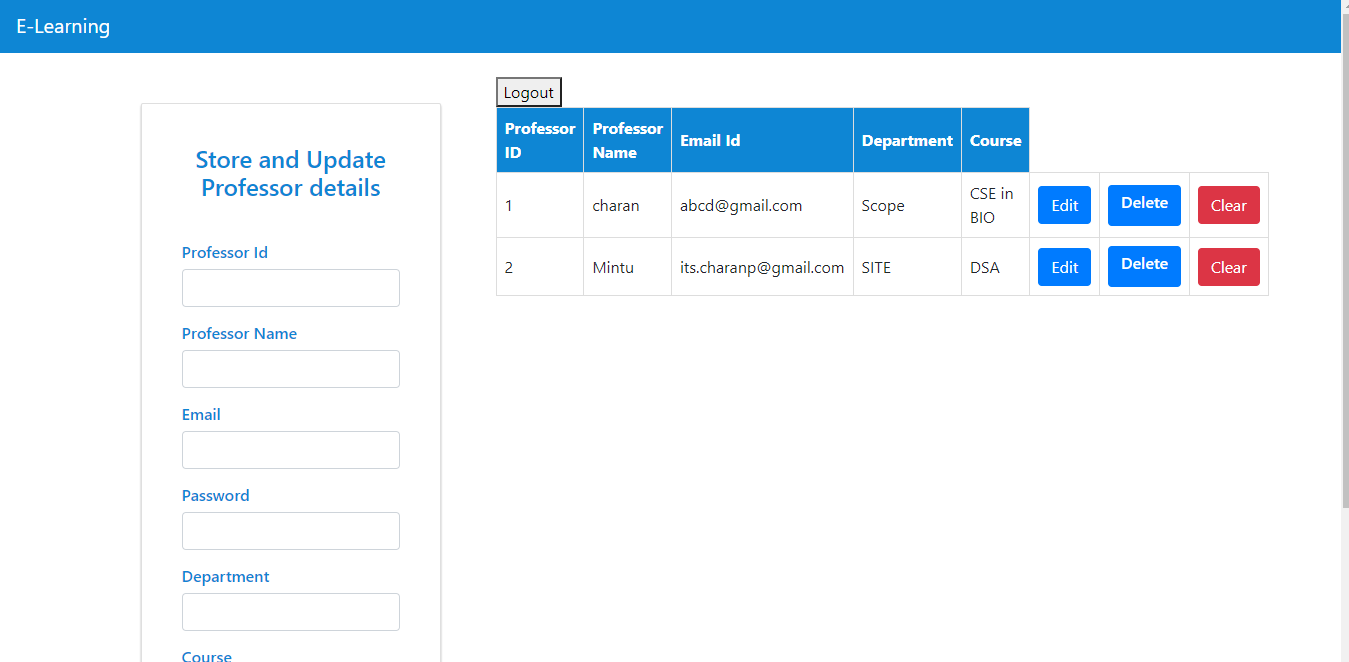 E-Learning
Store and Update
Professor details
Professor Id
Professor Name
Email
Password
Department
Course
Logout
Professor ID Professor Name Email Id Department Course
1 charan abcd@gmail.com Scope CSE in BIO Edit Delete Clear
2 Mintu its.charanp@gmail.com SITE DSA Edit Delete Clear